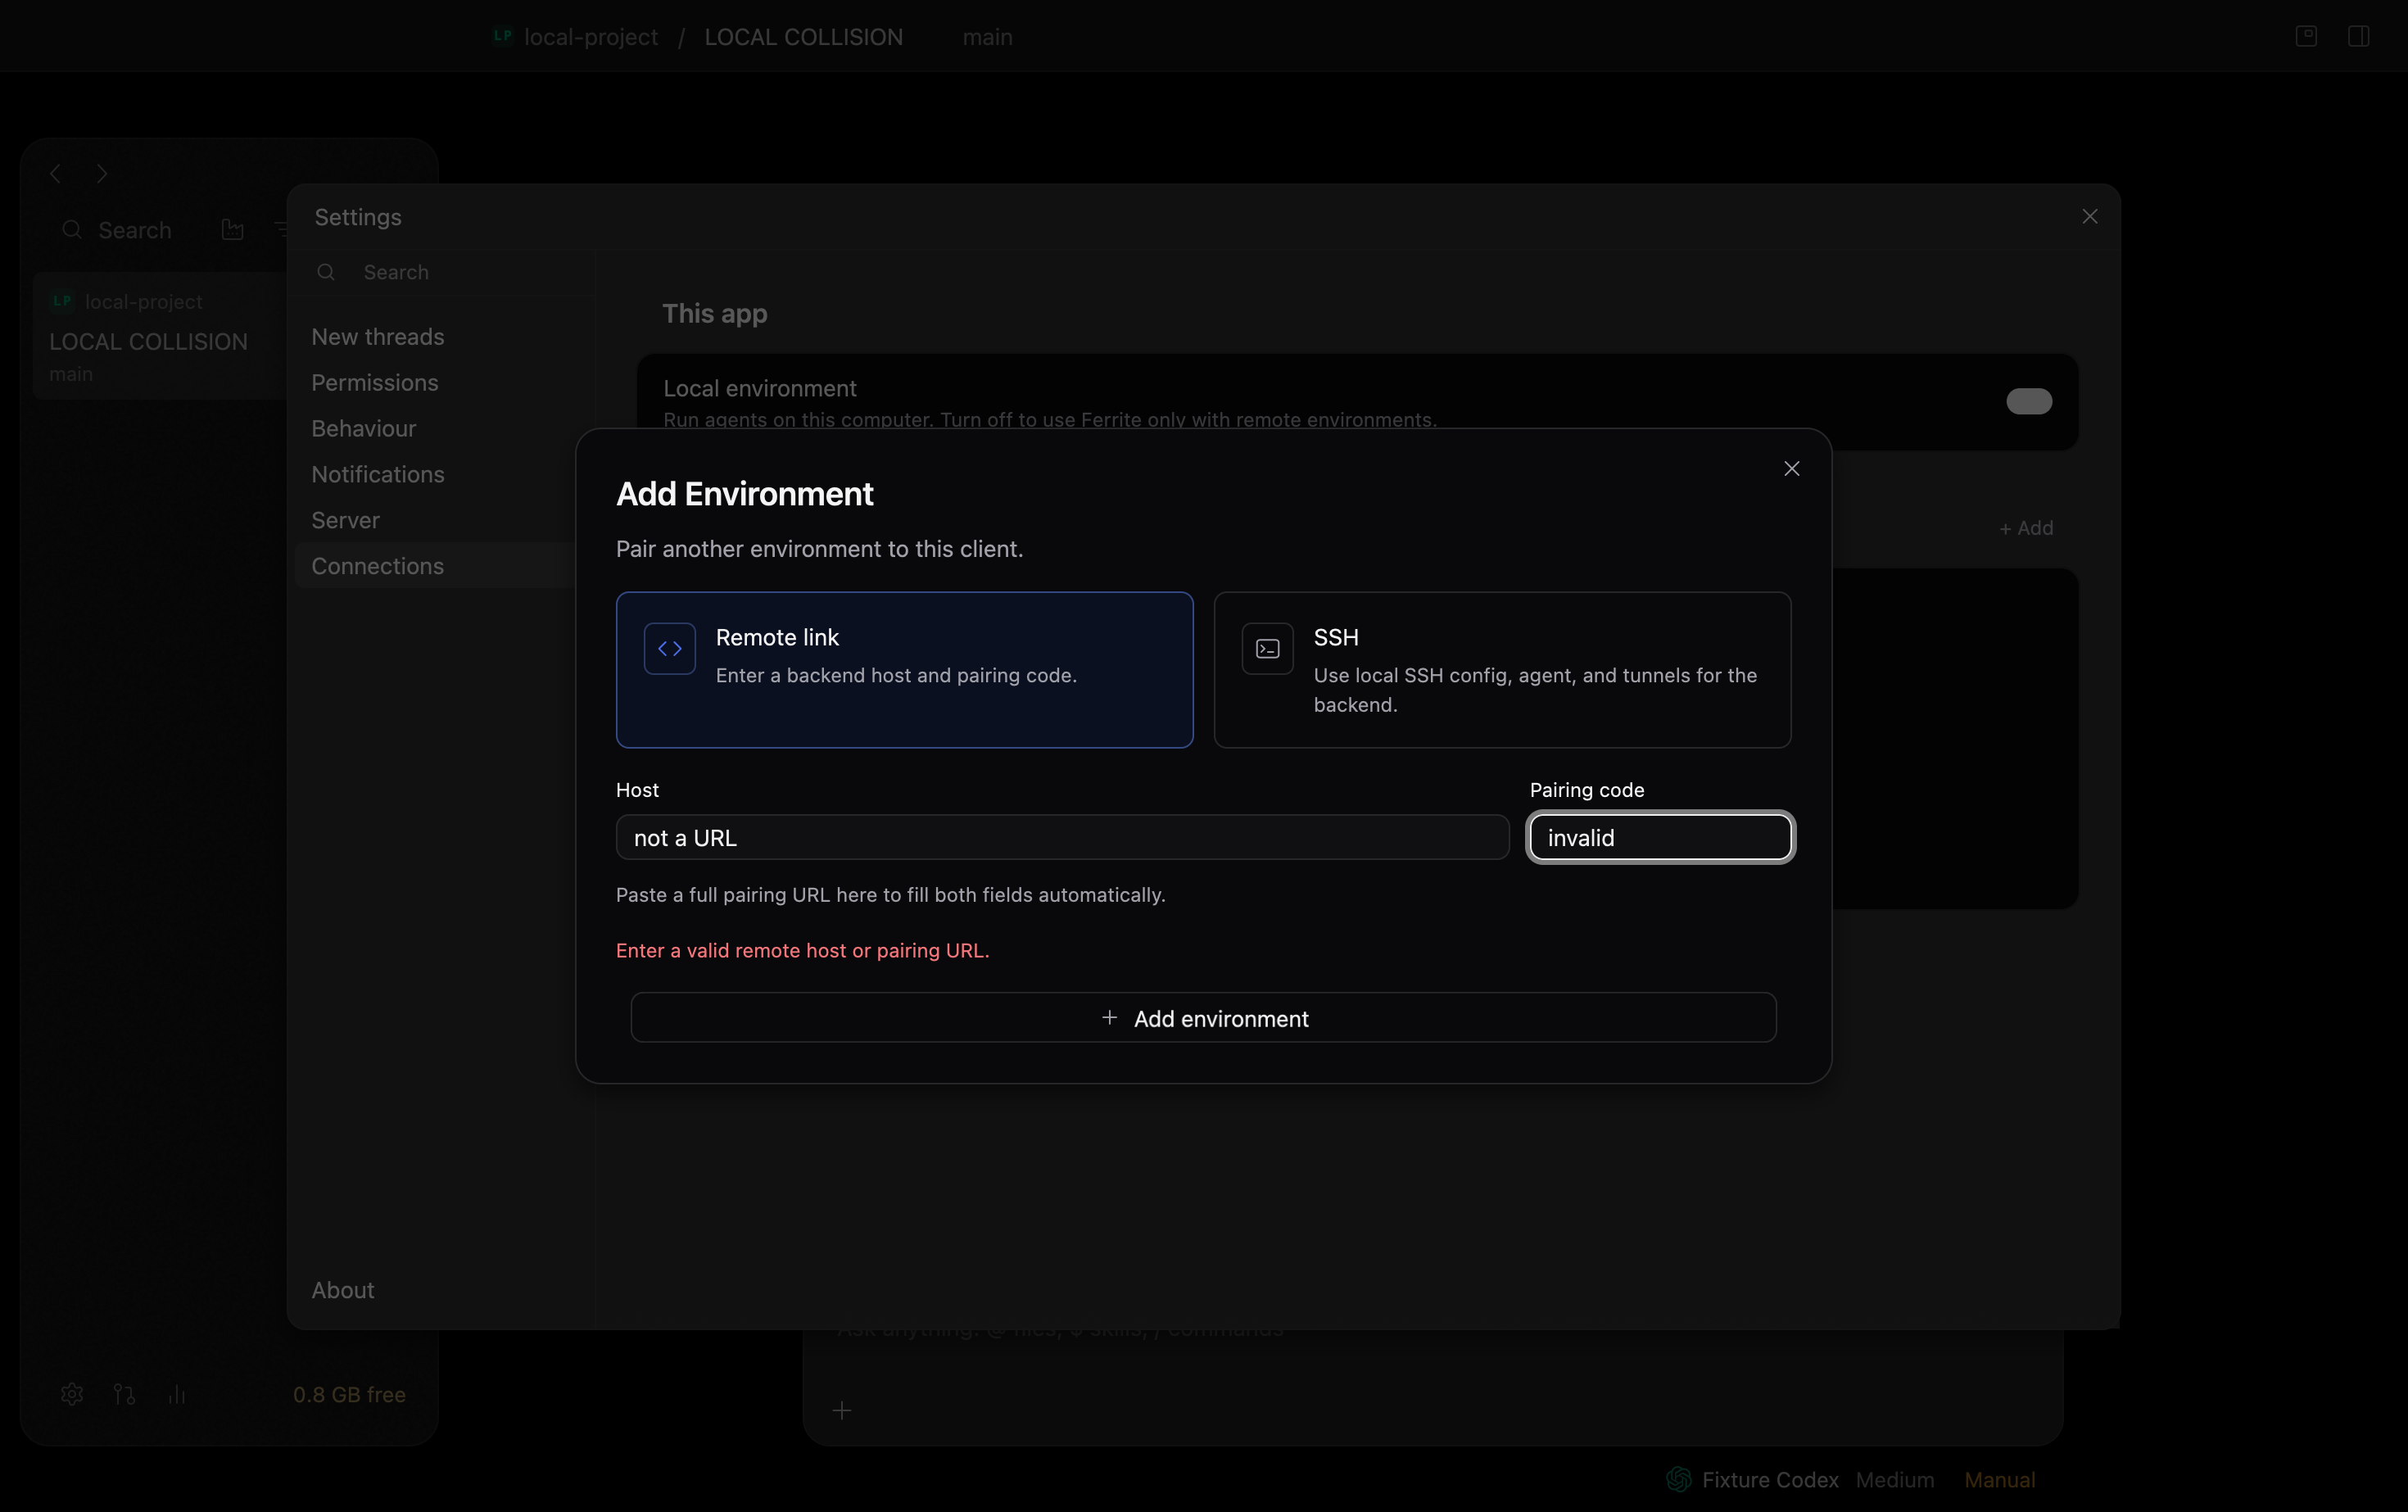 LP local-project / LOCAL COLLISION main
Search
LP local-project
LOCAL COLLISION
main
0.8 GB free
Settings
Search
New threads
Permissions
Behaviour
Notifications
Server
Connections
About
This app
Local environment
Run agents on this computer. Turn off to use Ferrite only with remote environments.
+ Add
Add Environment
Pair another environment to this client.
Remote link
Enter a backend host and pairing code.
SSH
Use local SSH config, agent, and tunnels for the
backend.
Host
not a URL
Pairing code
invalid
Paste a full pairing URL here to fill both fields automatically.
Enter a valid remote host or pairing URL.
+ Add environment
Ask anything. @ files, $ skills, / commands
Fixture Codex Medium Manual